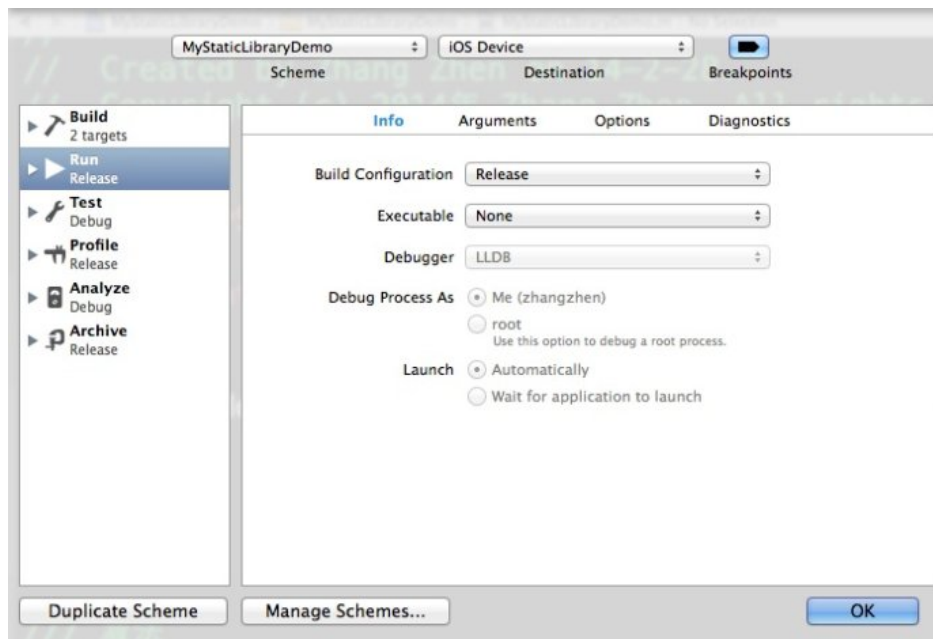 MyStaticLibraryDemo iOS Device
Scheme Destination Breakpoints
Info Arguments Options Diagnostics
Build
2 targets
Run
Release
Test
Debug
Profile
Release
Analyze
Debug
Archive
Release
Build Configuration Release
Executable None
Debugger LLDB
Debug Process As Me (zhangzhen)
root
Use this option to debug a root process.
Launch Automatically
Wait for application to launch
Duplicate Scheme Manage Schemes... OK